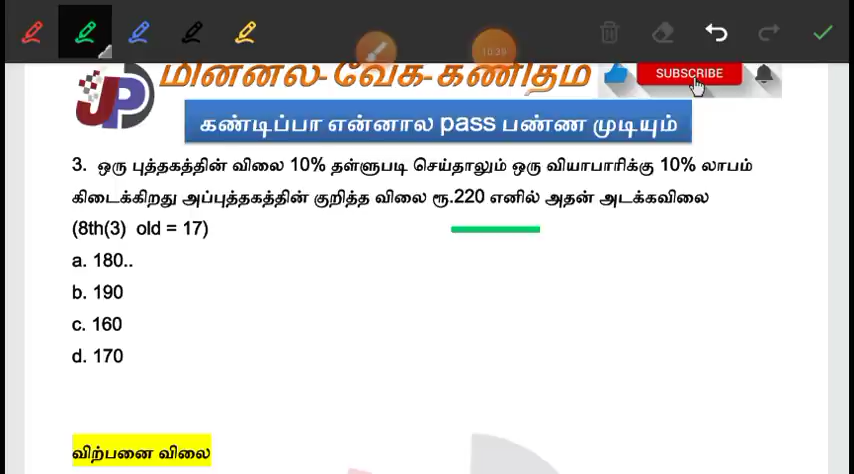 10:39
மின்னல்-வேக-கணிதம்
SUBSCRIBE
JP
கண்டிப்பா என்னால pass பண்ண முடியும்
3. ஒரு புத்தகத்தின் விலை 10% தள்ளுபடி செய்தாலும் ஒரு வியாபாரிக்கு 10% லாபம்
கிடைக்கிறது அப்புத்தகத்தின் குறித்த விலை ரூ.220 எனில் அதன் அடக்கவிலை
(8th(3) old = 17)
a. 180..
b. 190
c. 160
d. 170
விற்பனை விலை